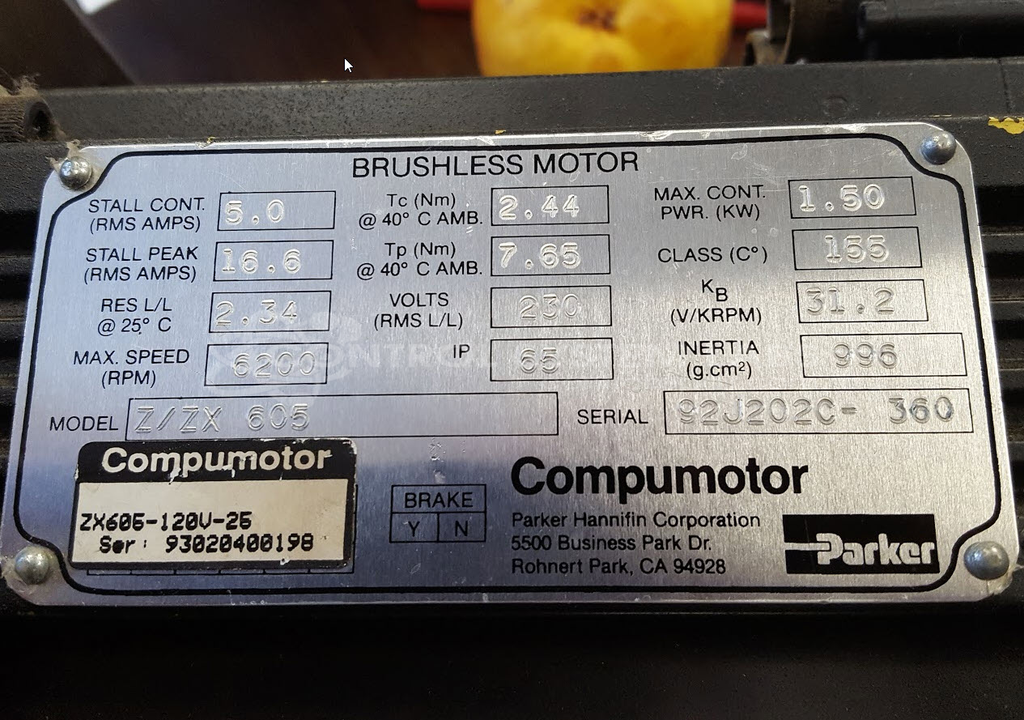 BRUSHLESS MOTOR
STALL CONT. (RMS AMPS) 5.0
Tc (Nm) @ 40° C AMB. 2.44
MAX. CONT. PWR. (KW) 1.50
STALL PEAK (RMS AMPS) 16.6
Tp (Nm) @ 40° C AMB. 7.65
CLASS (C°) 155
RES L/L @ 25° C 2.34
VOLTS (RMS L/L) 230
KB (V/KRPM) 31.2
MAX. SPEED (RPM) 6200
IP 65
INERTIA (g.cm²) 996
MODEL Z/ZX 605
SERIAL 92J202C- 360
Compumotor
ZX605-120V-25
Ser: 93020400198
BRAKE
Y N
Compumotor
Parker Hannifin Corporation
5500 Business Park Dr.
Rohnert Park, CA 94928
Parker